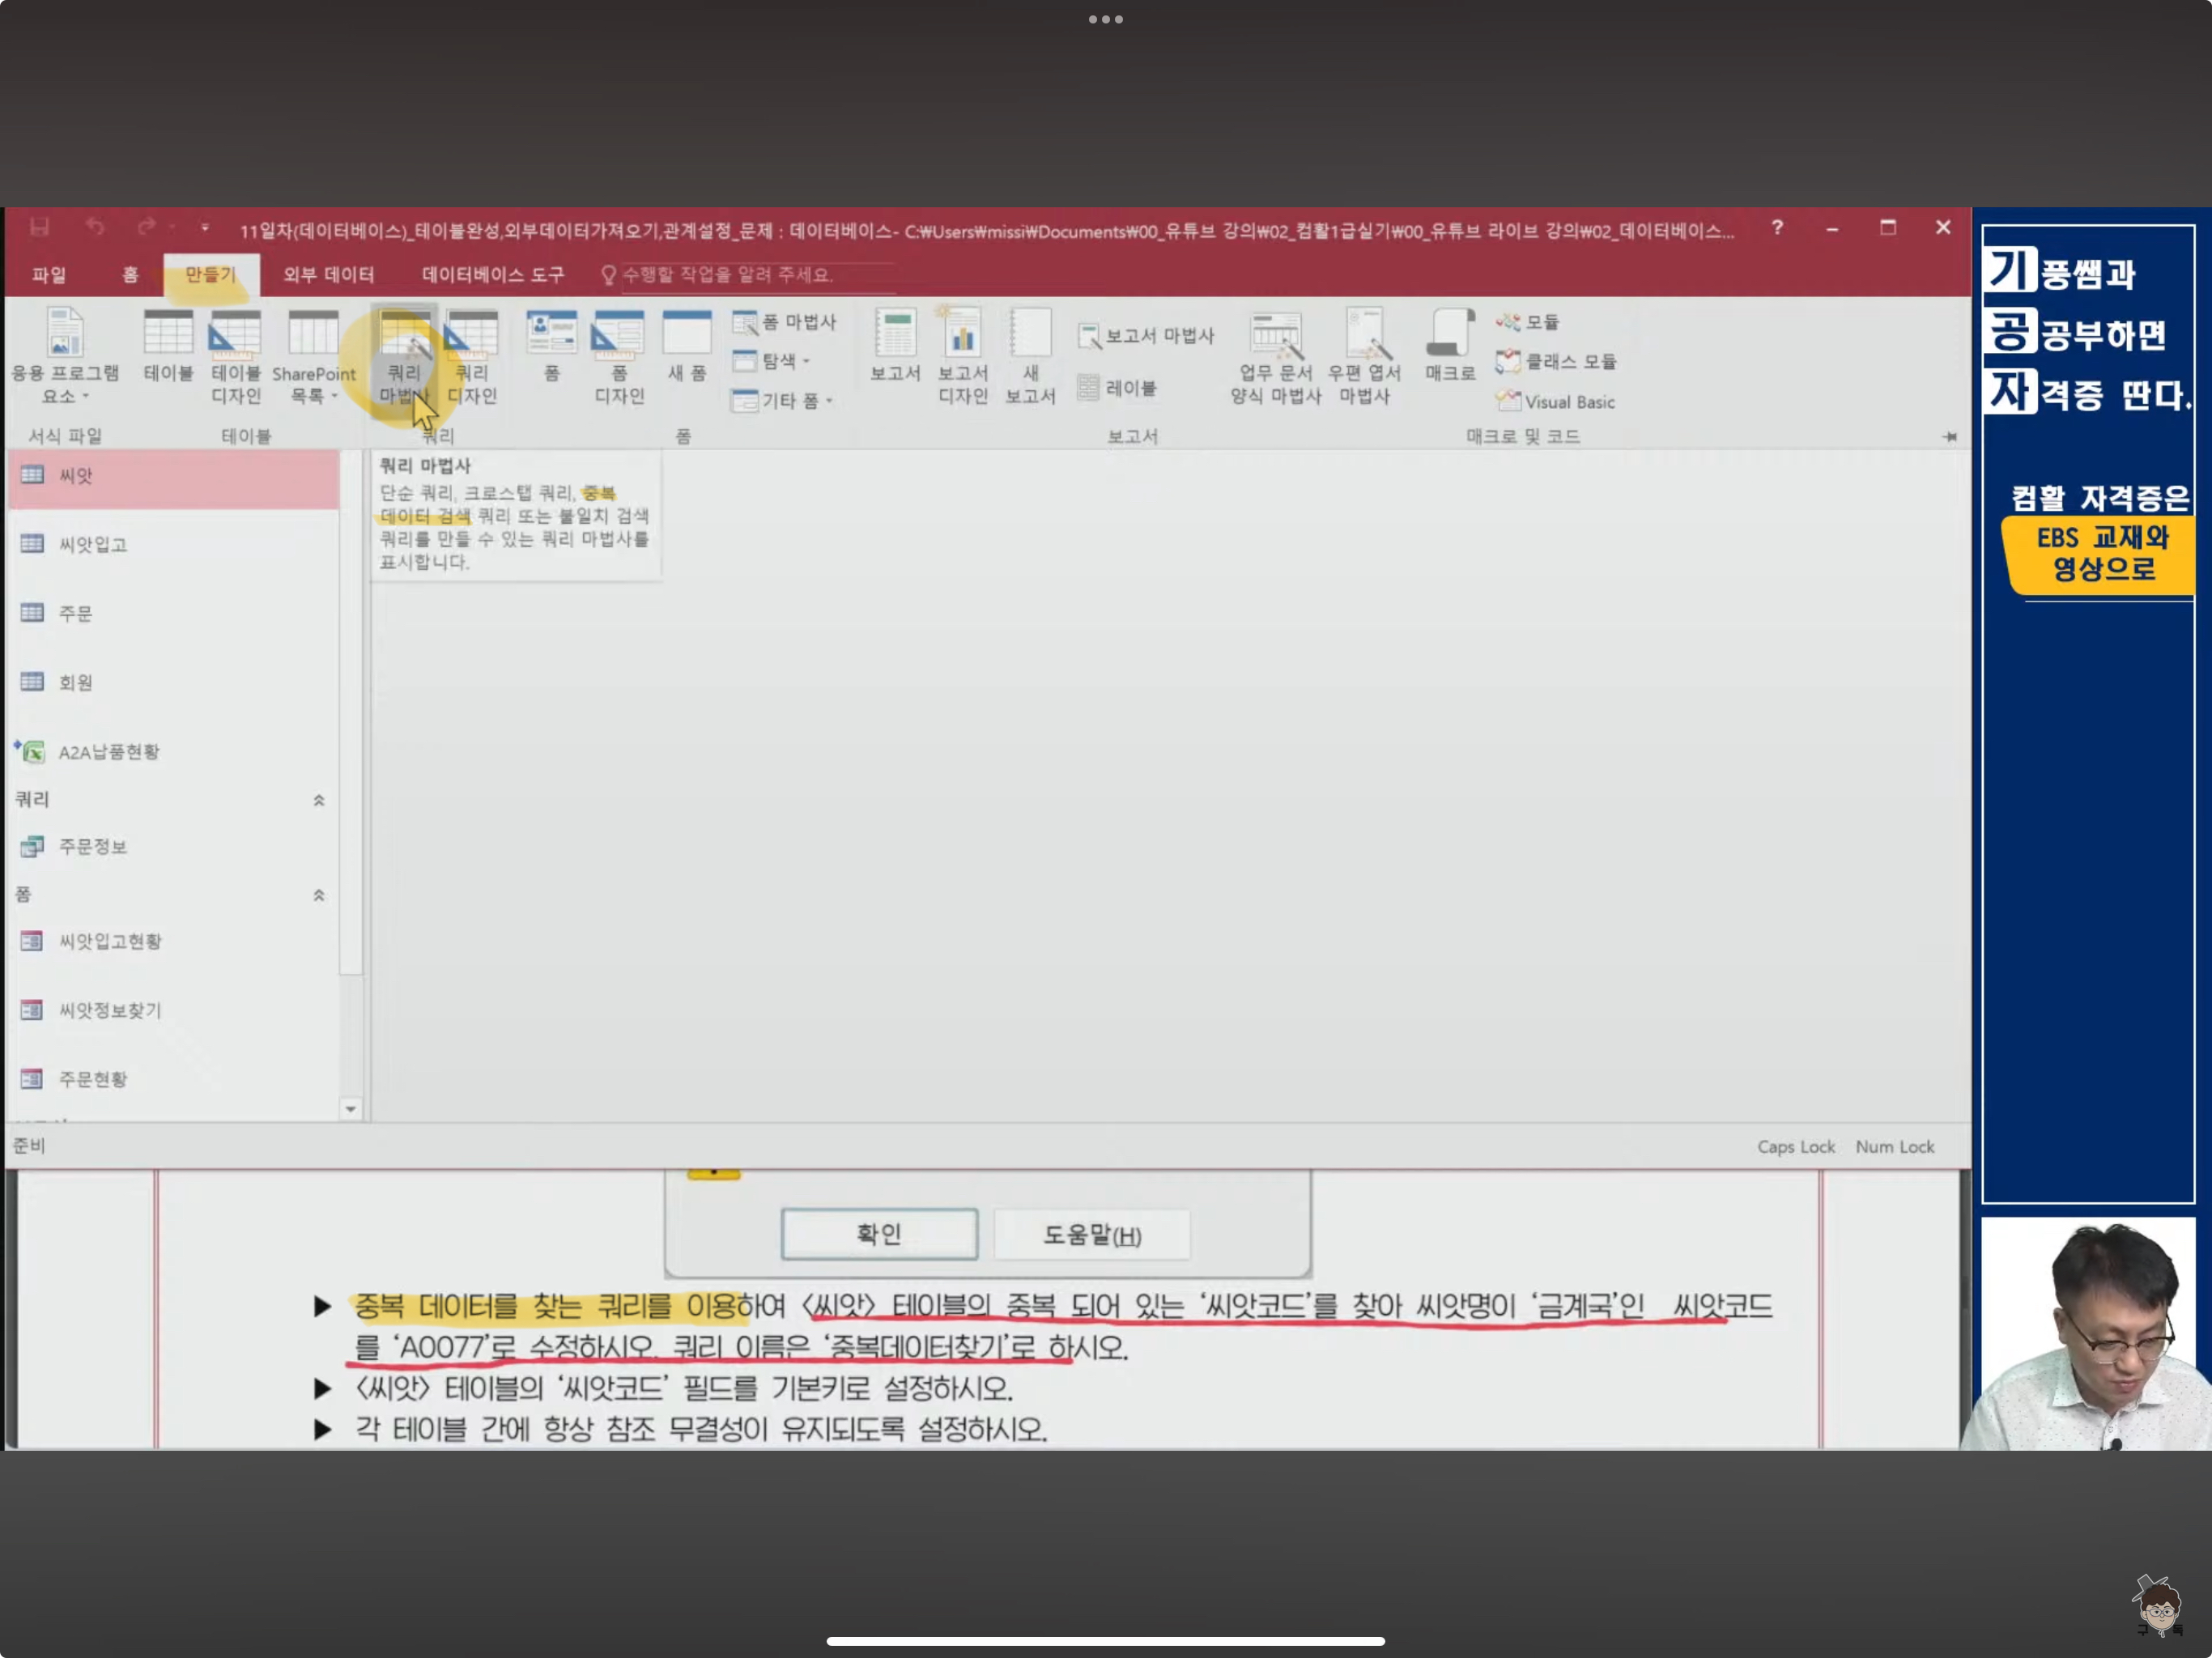 11일차(데이터베이스)_테이블완성,외부데이터가져오기,관계설정_문제 : 데이터베이스- C:₩Users₩missi₩Documents₩00_유튜브 강의₩02_컴활1급실기₩00_유튜브 라이브 강의₩02_데이터베이스...
?
파일 홈 만들기 외부 데이터 데이터베이스 도구 수행할 작업을 알려 주세요.
응용 프로그램
요소
테이블
테이블
디자인
SharePoint
목록
쿼리
마법사
쿼리
디자인
폼
폼
디자인
새 폼
폼 마법사
탐색
기타 폼
보고서
보고서
디자인
새
보고서
보고서 마법사
레이블
업무 문서
양식 마법사
우편 엽서
마법사
매크로
모듈
클래스 모듈
Visual Basic
서식 파일
테이블
쿼리
폼
보고서
매크로 및 코드
씨앗
씨앗입고
주문
회원
A2A납품현황
쿼리
주문정보
폼
씨앗입고현황
씨앗정보찾기
주문현황
쿼리 마법사
단순 쿼리, 크로스탭 쿼리, 중복
데이터 검색 쿼리 또는 불일치 검색
쿼리를 만들 수 있는 쿼리 마법사를
표시합니다.
준비
Caps Lock Num Lock
확인
도움말(H)
▶ 중복 데이터를 찾는 쿼리를 이용하여 〈씨앗〉 테이블의 중복 되어 있는 ‘씨앗코드’를 찾아 씨앗명이 ‘금계국’인 씨앗코드
를 ‘A0077’로 수정하시오. 쿼리 이름은 ‘중복데이터찾기’로 하시오.
▶ 〈씨앗〉 테이블의 ‘씨앗코드’ 필드를 기본키로 설정하시오.
▶ 각 테이블 간에 항상 참조 무결성이 유지되도록 설정하시오.
기풍쌤과
공공부하면
자격증 딴다.
컴활 자격증은
EBS 교재와
영상으로
구독